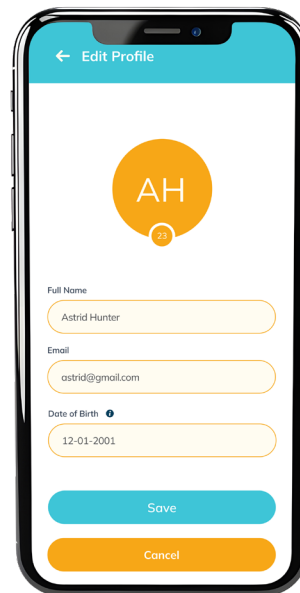 Edit Profile
AH
23
Full Name
Astrid Hunter
Email
astrid@gmail.com
Date of Birth
12-01-2001
Save
Cancel